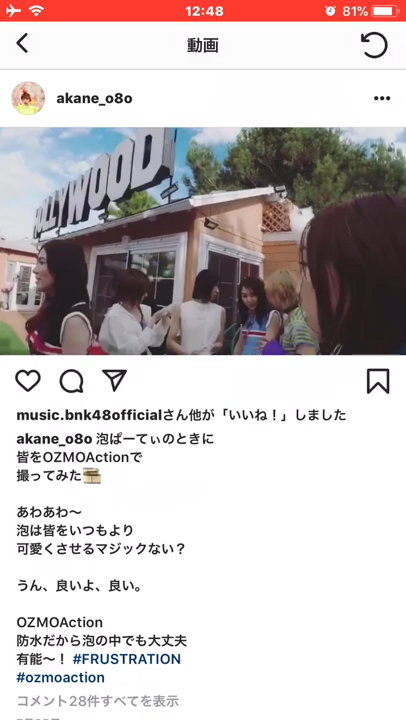 12:48
81%
動画
akane_o8o
HOLLYWOOD
music.bnk48officialさん他が「いいね！」しました
akane_o8o 泡ぱーてぃのときに
皆をOZMOActionで
撮ってみた
あわあわ〜
泡は皆をいつもより
可愛くさせるマジックない？
うん、良いよ、良い。
OZMOAction
防水だから泡の中でも大丈夫
有能〜！ #FRUSTRATION
#ozmoaction
コメント28件すべてを表示